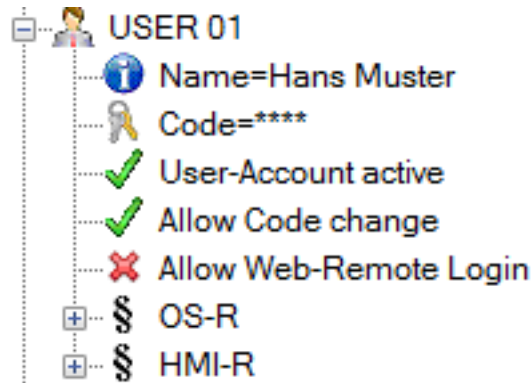 USER 01
Name=Hans Muster
Code=****
User-Account active
Allow Code change
Allow Web-Remote Login
§ OS-R
§ HMI-R